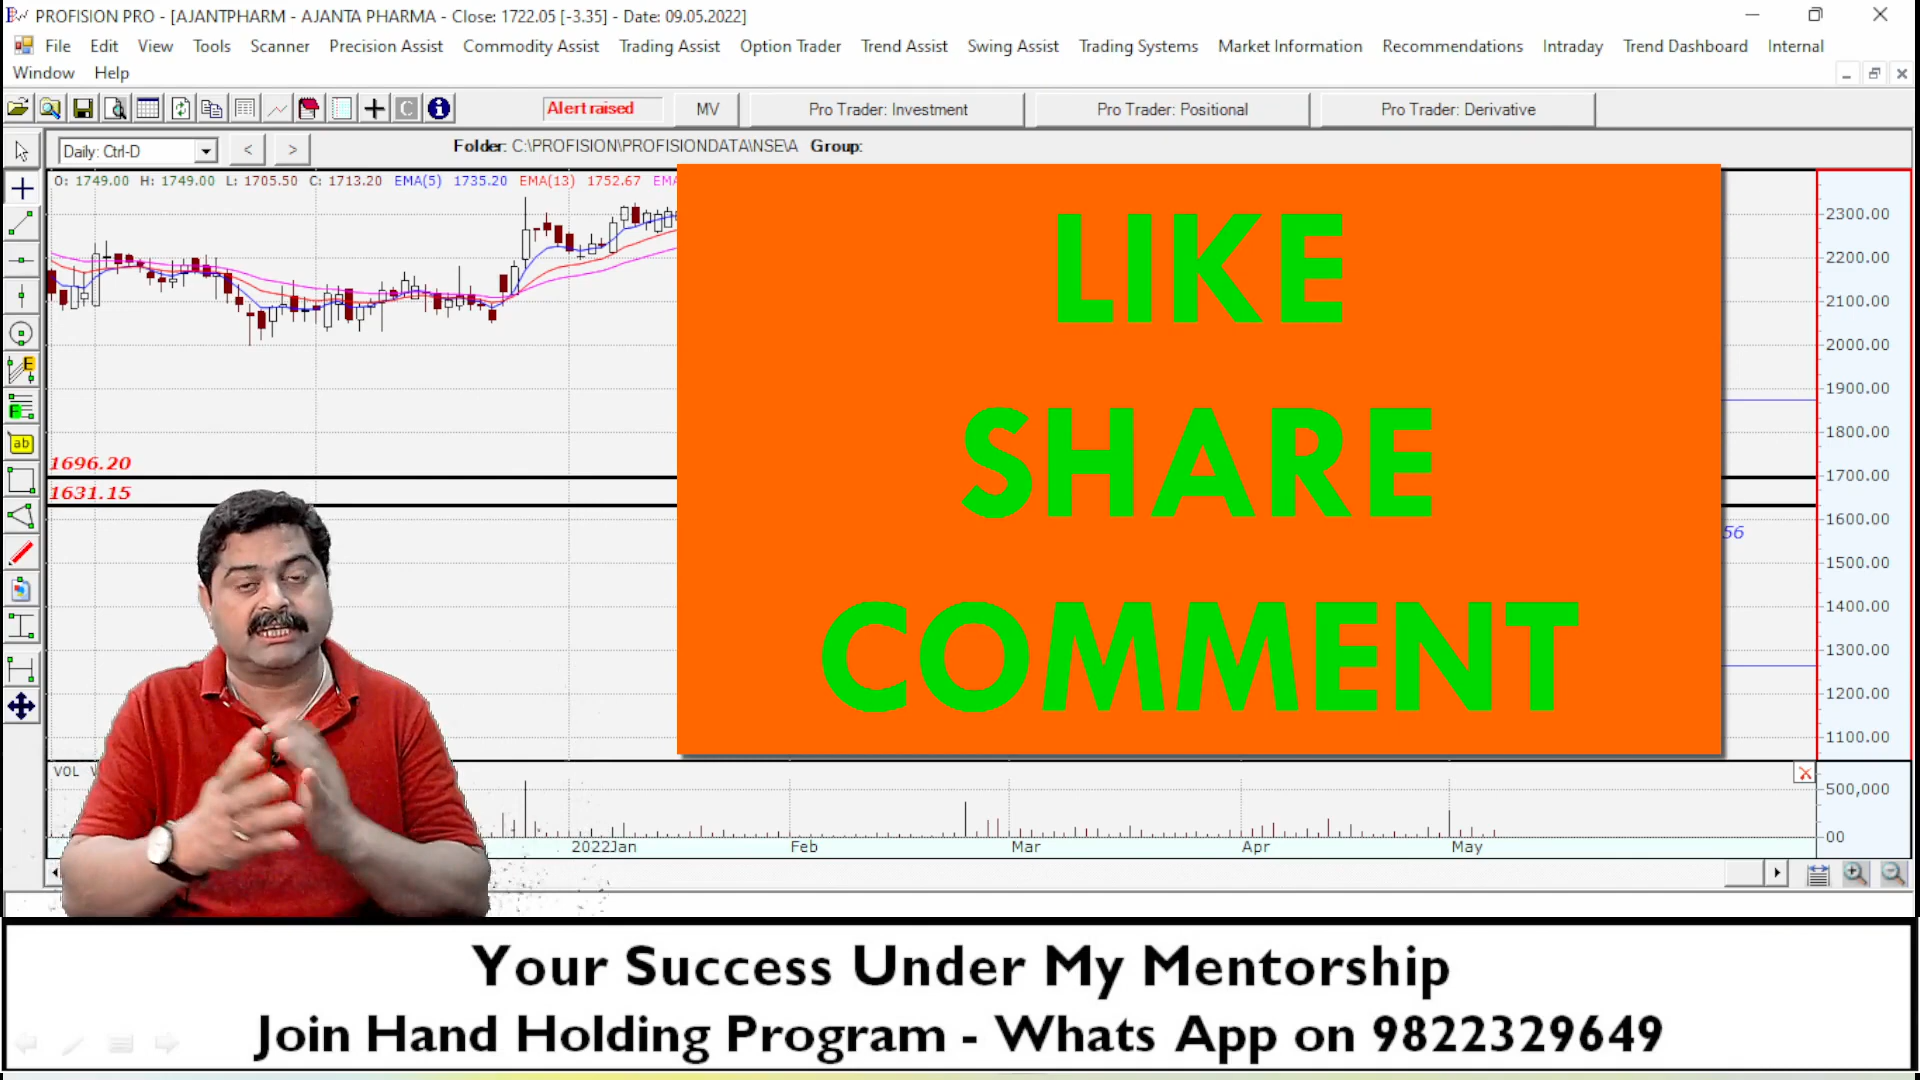 PROFISION PRO - [AJANTPHARM - AJANTA PHARMA - Close: 1722.05 [-3.35] - Date: 09.05.2022]
File Edit View Tools Scanner Precision Assist Commodity Assist Trading Assist Option Trader Trend Assist Swing Assist Trading Systems Market Information Recommendations Intraday Trend Dashboard Internal
Window Help
Alert raised MV Pro Trader: Investment Pro Trader: Positional Pro Trader: Derivative
Daily: Ctrl-D < > Folder: C:\PROFISION\PROFISIONDATA\NSE\A Group:
O: 1749.00 H: 1749.00 L: 1705.50 C: 1713.20 EMA(5) 1735.20 EMA(13) 1752.67 EMA
LIKE
SHARE
COMMENT
2300.00
2200.00
2100.00
2000.00
1900.00
1800.00
1700.00
1600.00
1500.00
1400.00
1300.00
1200.00
1100.00
1696.20
1631.15
56
E
F
ab
C
VOL
500,000
00
2022Jan Feb Mar Apr May
Your Success Under My Mentorship
Join Hand Holding Program - Whats App on 9822329649